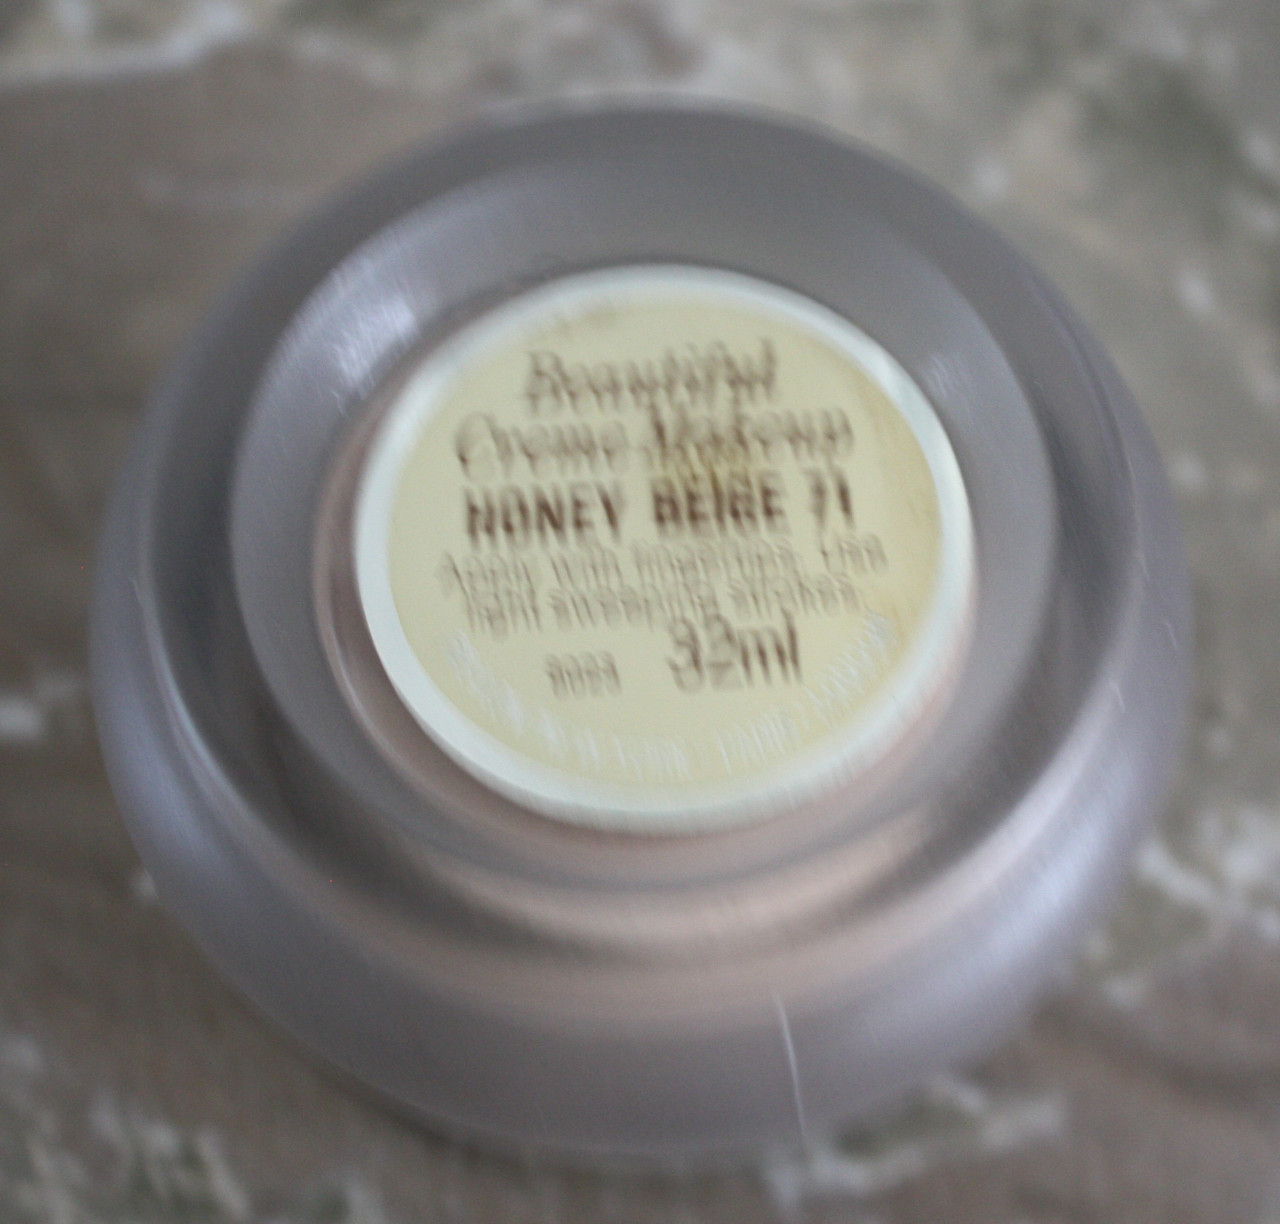 Beautiful
Creme Makeup
HONEY BEIGE 71
Apply with fingertips. Use
light sweeping strokes.
32ml